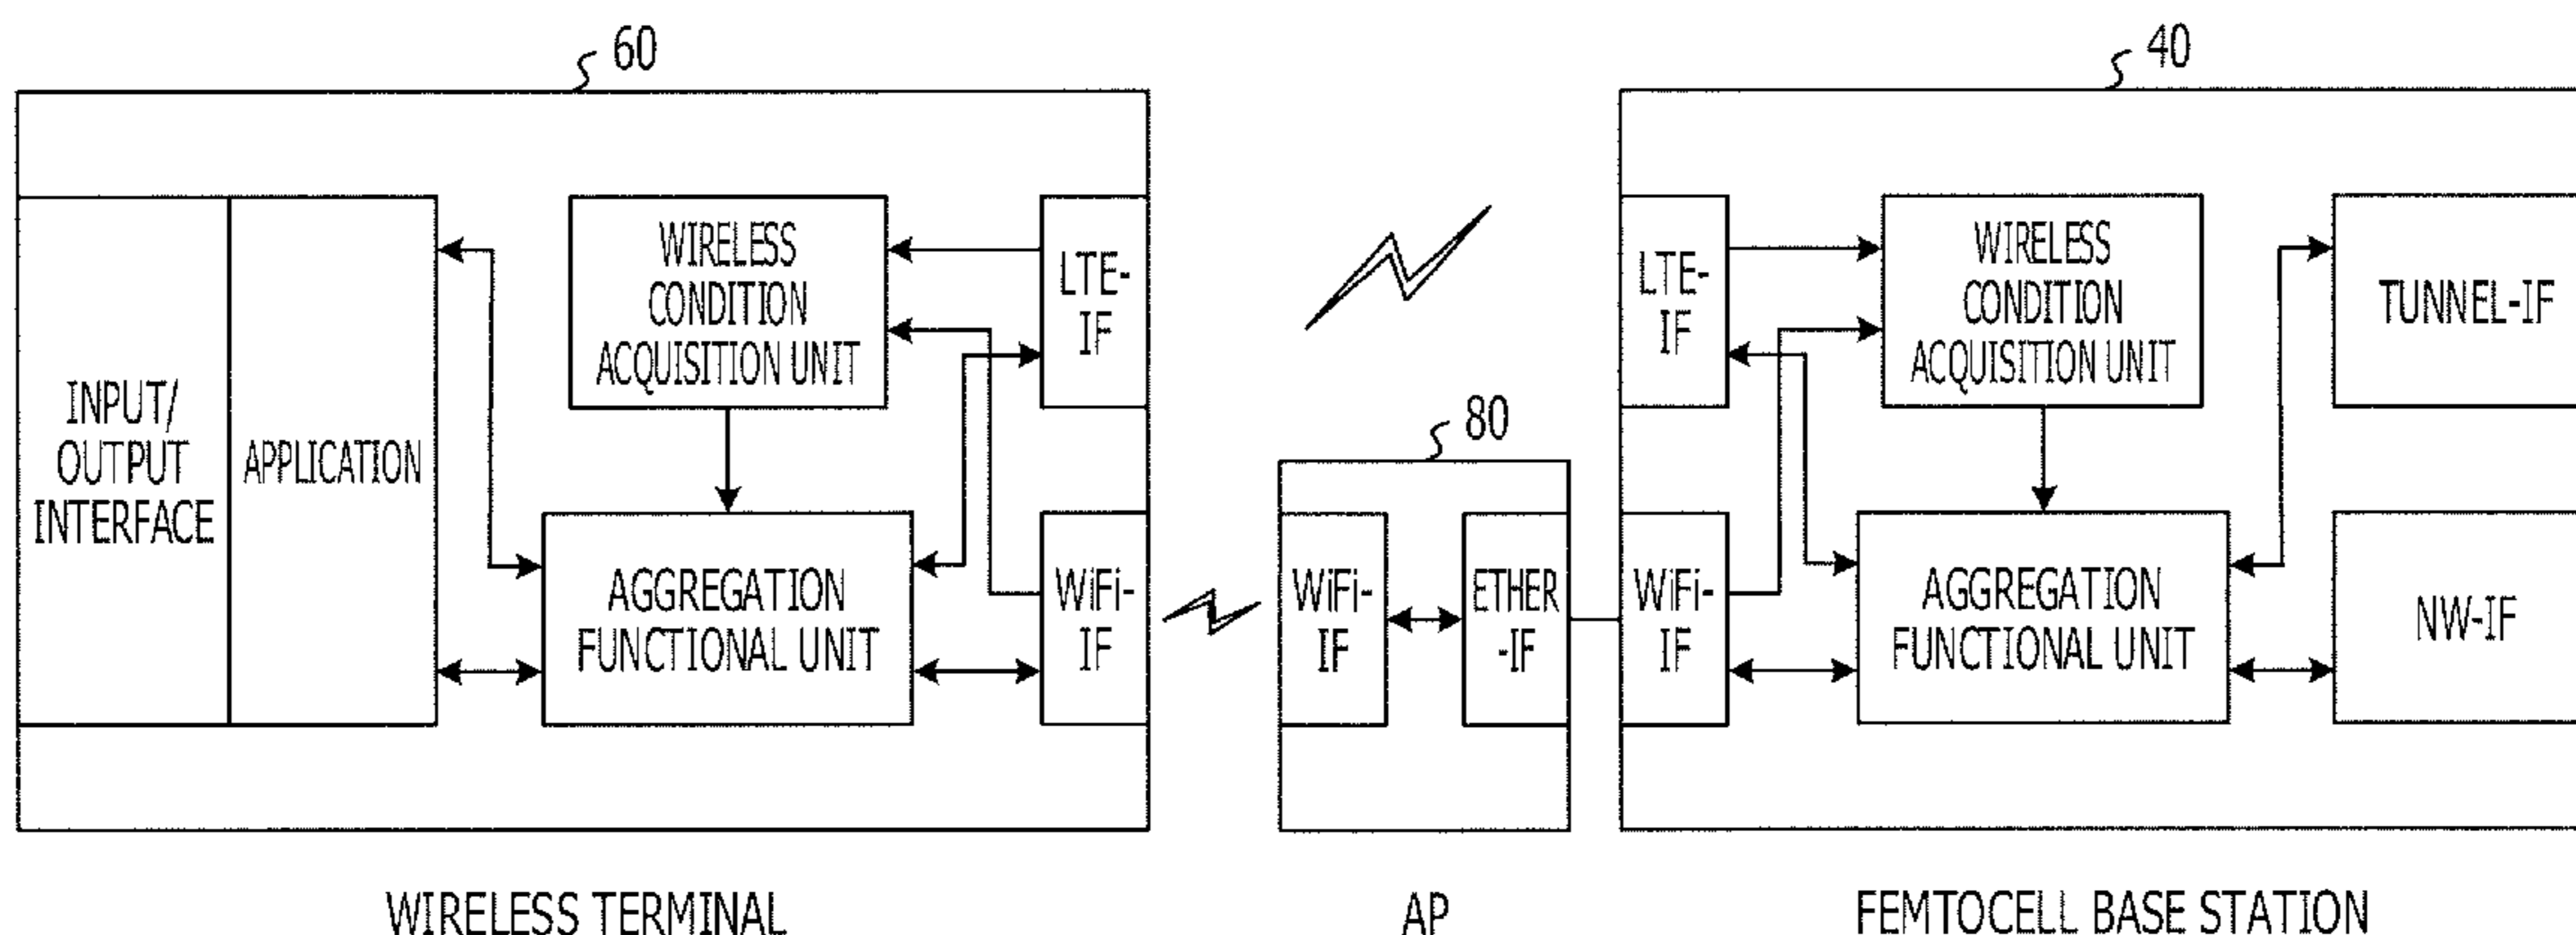 60
40
INPUT/
OUTPUT
INTERFACE
APPLICATION
WIRELESS
CONDITION
ACQUISITION UNIT
AGGREGATION
FUNCTIONAL UNIT
LTE-
IF
WiFi-
IF
80
WiFi-
IF
ETHER
-IF
LTE-
IF
WiFi-
IF
WIRELESS
CONDITION
ACQUISITION UNIT
AGGREGATION
FUNCTIONAL UNIT
TUNNEL-IF
NW-IF
WIRELESS TERMINAL
AP
FEMTOCELL BASE STATION